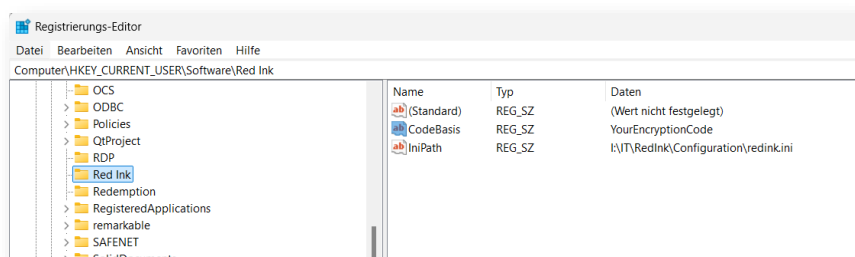 Registrierungs-Editor
Datei Bearbeiten Ansicht Favoriten Hilfe
Computer\HKEY_CURRENT_USER\Software\Red Ink
OCS
ODBC
Policies
QtProject
RDP
Red Ink
Redemption
RegisteredApplications
remarkable
SAFENET
Name Typ Daten
(Standard) REG_SZ (Wert nicht festgelegt)
CodeBasis REG_SZ YourEncryptionCode
IniPath REG_SZ I:\IT\RedInk\Configuration\redink.ini